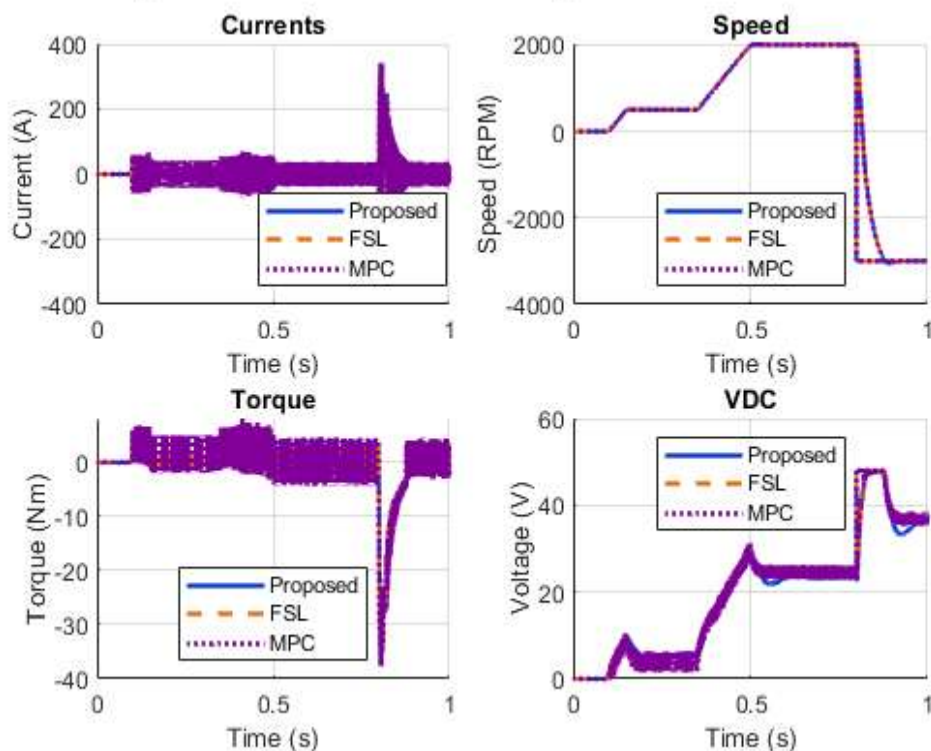 Currents
400
200
0
-200
-400
Current (A)
Proposed
FSL
MPC
0 0.5 1
Time (s)
Speed
2000
0
-2000
-4000
Speed (RPM)
Proposed
FSL
MPC
0 0.5 1
Time (s)
Torque
0
-10
-20
-30
-40
Torque (Nm)
Proposed
FSL
MPC
0 0.5 1
Time (s)
VDC
60
40
20
0
Voltage (V)
Proposed
FSL
MPC
0 0.5 1
Time (s)